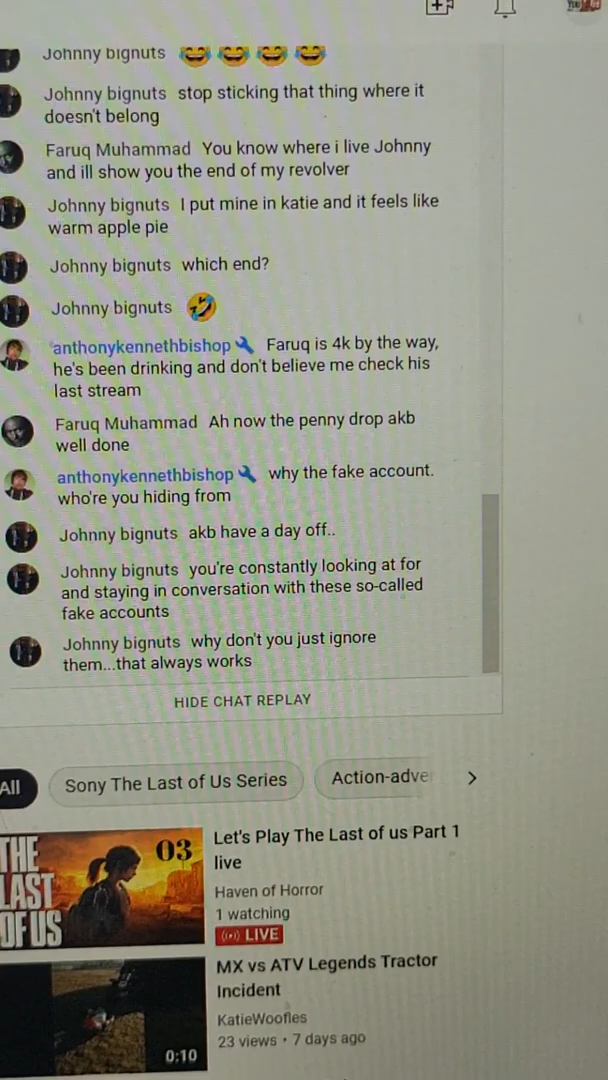 Johnny bignuts 😂😂😂😂
Johnny bignuts stop sticking that thing where it
doesn't belong
Faruq Muhammad You know where i live Johnny
and ill show you the end of my revolver
Johnny bignuts I put mine in katie and it feels like
warm apple pie
Johnny bignuts which end?
Johnny bignuts 🤣
anthonykennethbishop🔧 Faruq is 4k by the way,
he's been drinking and don't believe me check his
last stream
Faruq Muhammad Ah now the penny drop akb
well done
anthonykennethbishop🔧 why the fake account.
who're you hiding from
Johnny bignuts akb have a day off..
Johnny bignuts you're constantly looking at for
and staying in conversation with these so-called
fake accounts
Johnny bignuts why don't you just ignore
them...that always works
HIDE CHAT REPLAY
All
Sony The Last of Us Series
Action-adve
THE
LAST
OF US
03
Let's Play The Last of us Part 1
live
Haven of Horror
1 watching
LIVE
MX vs ATV Legends Tractor
Incident
KatieWoofles
23 views • 7 days ago
0:10